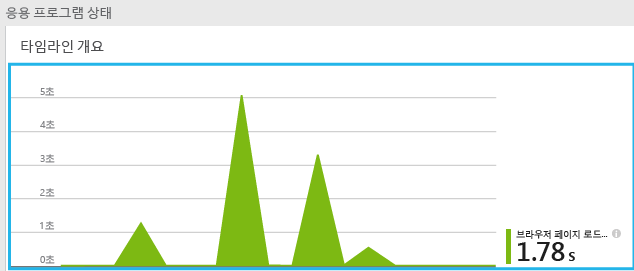 응용 프로그램 상태
타임라인 개요
5초
4초
3초
2초
1초
0초
브라우저 페이지 로드...
1.78 s